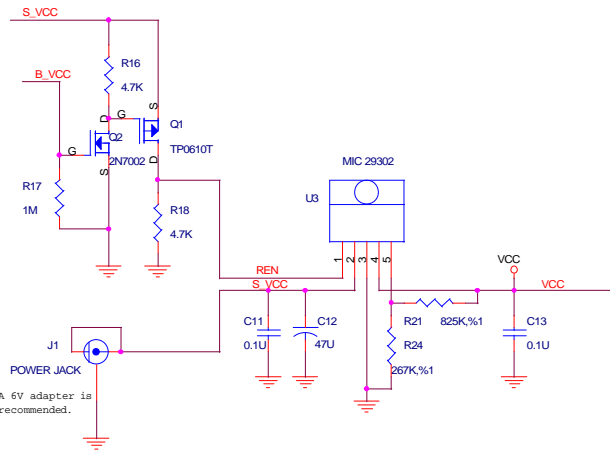 S_VCC
R16
4.7K
B_VCC
S
D
G
Q1
Q2
G
2N7002
TP0610T
S
D
R17
1M
R18
4.7K
MIC 29302
U3
1
2
3
4
5
REN
S_VCC
VCC
VCC
C11
0.1U
C12
47U
R21
825K,%1
R24
267K,%1
C13
0.1U
J1
POWER JACK
A 6V adapter is
recommended.